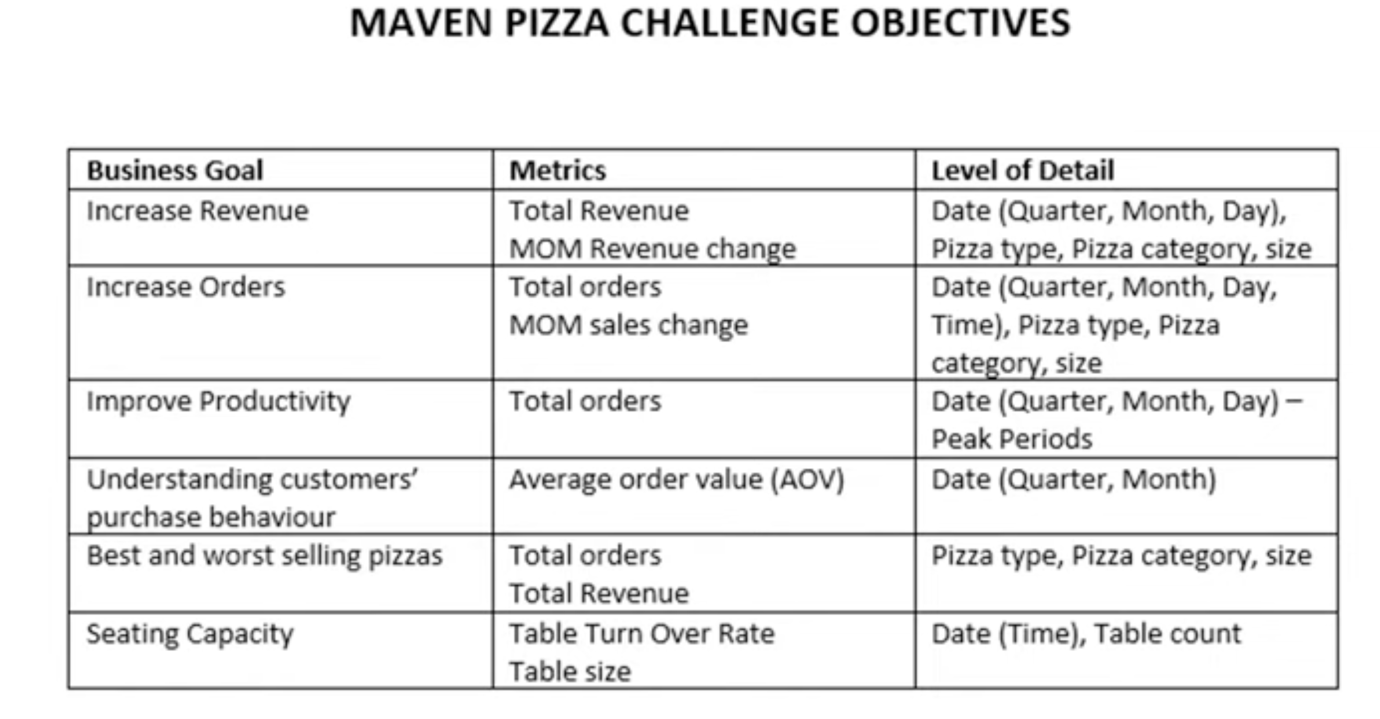 MAVEN PIZZA CHALLENGE OBJECTIVES
Business Goal
Metrics
Level of Detail
Increase Revenue
Total Revenue
MOM Revenue change
Date (Quarter, Month, Day),
Pizza type, Pizza category, size
Increase Orders
Total orders
MOM sales change
Date (Quarter, Month, Day,
Time), Pizza type, Pizza
category, size
Improve Productivity
Total orders
Date (Quarter, Month, Day) –
Peak Periods
Understanding customers’
purchase behaviour
Average order value (AOV)
Date (Quarter, Month)
Best and worst selling pizzas
Total orders
Total Revenue
Pizza type, Pizza category, size
Seating Capacity
Table Turn Over Rate
Table size
Date (Time), Table count